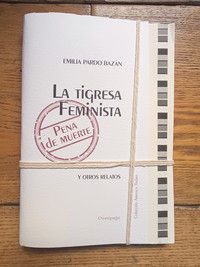 EMILIA PARDO BAZÁN
LA TIGRESA
FEMINISTA
PENA
DE MUERTE
Y OTROS RELATOS